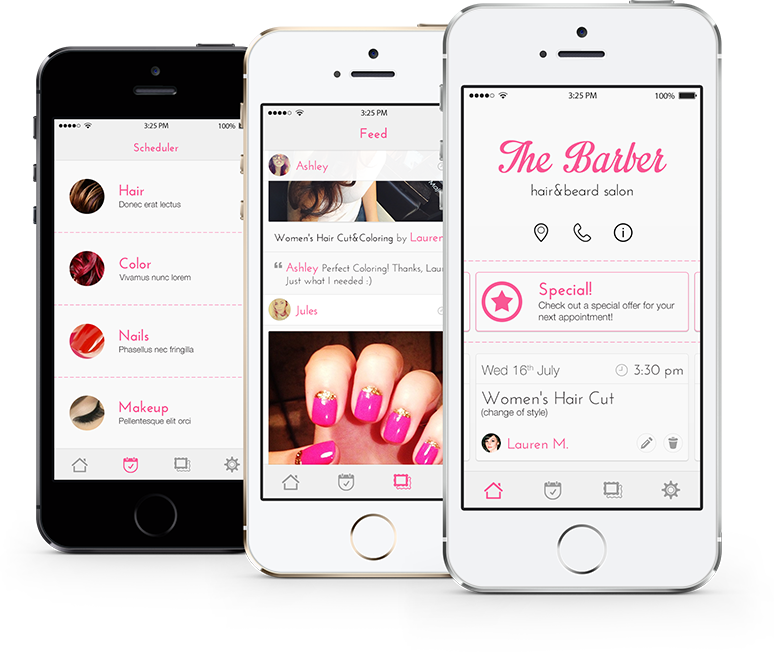 3:25 PM
100%
Scheduler
Hair
Donec erat lectus
Color
Vivamus nunc lorem
Nails
Phasellus nec fringilla
Makeup
Pellentesque elit orci
3:25 PM
Feed
Ashley
Women's Hair Cut&Coloring by Lauren
“ Ashley Perfect Coloring! Thanks, Lau
Just what I needed :)
Jules
3:25 PM
100%
The Barber
hair&beard salon
Special!
Check out a special offer for your
next appointment!
Wed 16th July
3:30 pm
Women's Hair Cut
(change of style)
Lauren M.